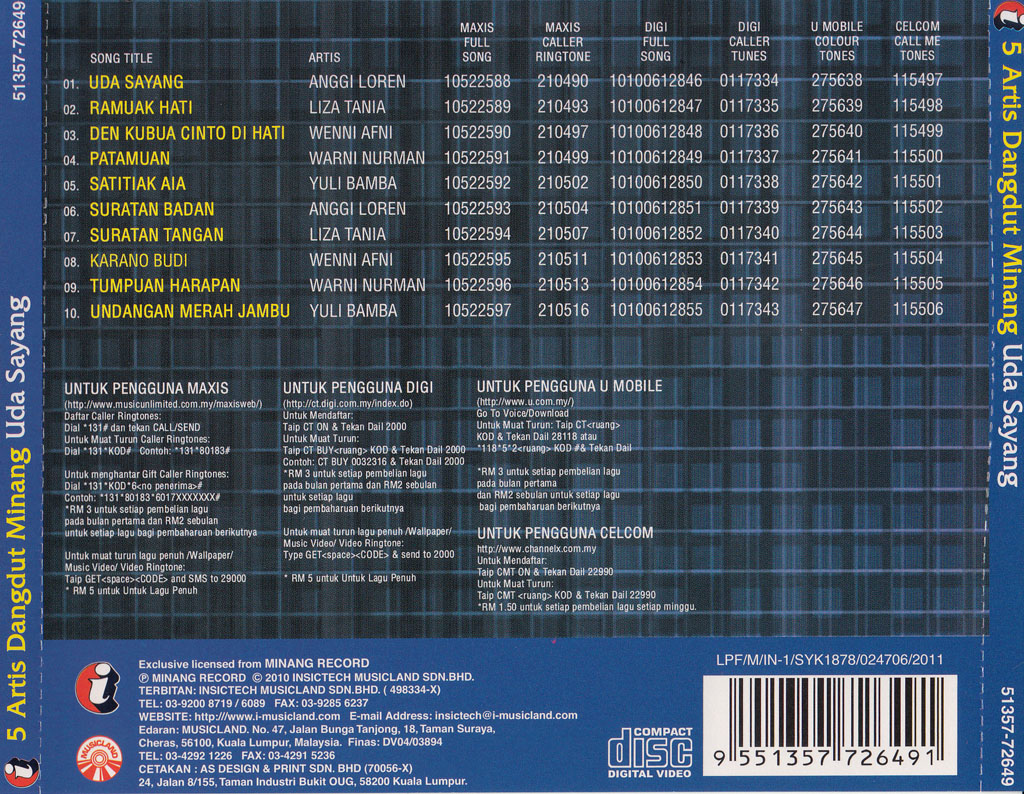 51357-72649
5 Artis Dangdut Minang Uda Sayang
MAXIS FULL SONG
MAXIS CALLER RINGTONE
DIGI FULL SONG
DIGI CALLER TUNES
U MOBILE COLOUR TONES
CELCOM CALL ME TONES
SONG TITLE ARTIS
01. UDA SAYANG ANGGI LOREN 10522588 210490 10100612846 0117334 275638 115497
02. RAMUAK HATI LIZA TANIA 10522589 210493 10100612847 0117335 275639 115498
03. DEN KUBUA CINTO DI HATI WENNI AFNI 10522590 210497 10100612848 0117336 275640 115499
04. PATAMUAN WARNI NURMAN 10522591 210499 10100612849 0117337 275641 115500
05. SATITIAK AIA YULI BAMBA 10522592 210502 10100612850 0117338 275642 115501
06. SURATAN BADAN ANGGI LOREN 10522593 210504 10100612851 0117339 275643 115502
07. SURATAN TANGAN LIZA TANIA 10522594 210507 10100612852 0117340 275644 115503
08. KARANO BUDI WENNI AFNI 10522595 210511 10100612853 0117341 275645 115504
09. TUMPUAN HARAPAN WARNI NURMAN 10522596 210513 10100612854 0117342 275646 115505
10. UNDANGAN MERAH JAMBU YULI BAMBA 10522597 210516 10100612855 0117343 275647 115506
UNTUK PENGGUNA MAXIS
(http://www.musicunlimited.com.my/maxisweb/)
Daftar Caller Ringtones:
Dial *131# dan tekan CALL/SEND
Untuk Muat Turun Caller Ringtones:
Dial *131*KOD# Contoh: *131*80183#
Untuk menghantar Gift Caller Ringtones:
Dial *131*KOD*6<no penerima>#
Contoh: *131*80183*6017XXXXXXX#
*RM 3 untuk setiap pembelian lagu
pada bulan pertama dan RM2 sebulan
untuk setiap lagu bagi pembaharuan berikutnya
Untuk muat turun lagu penuh /Wallpaper/
Music Video/ Video Ringtone:
Taip GET<space><CODE> and SMS to 29000
* RM 5 untuk Untuk Lagu Penuh
UNTUK PENGGUNA DIGI
(http://ct.digi.com.my/index.do)
Untuk Mendaftar:
Taip CT ON & Tekan Dail 2000
Untuk Muat Turun:
Taip CT BUY<ruang> KOD & Tekan Dail 2000
Contoh: CT BUY 0032316 & Tekan Dail 2000
*RM 3 untuk setiap pembelian lagu
pada bulan pertama dan RM2 sebulan
untuk setiap lagu
bagi pembaharuan berikutnya
Untuk muat turun lagu penuh /Wallpaper/
Music Video/ Video Ringtone:
Type GET<space><CODE> & send to 2000
* RM 5 untuk Untuk Lagu Penuh
UNTUK PENGGUNA U MOBILE
(http://www.u.com.my/)
Go To Voice/Download
Untuk Muat Turun: Taip CT<ruang>
KOD & Tekan Dail 28118 atau
*118*5*2<ruang> KOD #& Tekan Dail
*RM 3 untuk setiap pembelian lagu
pada bulan pertama
dan RM2 sebulan untuk setiap lagu
bagi pembaharuan berikutnya
UNTUK PENGGUNA CELCOM
http://www.channelx.com.my
Untuk Mendaftar:
Taip CMT ON & Tekan Dail 22990
Untuk Muat Turun:
Taip CMT <ruang> KOD & Tekan Dail 22990
*RM 1.50 untuk setiap pembelian lagu setiap minggu.
i
MUSICLAND
Exclusive licensed from MINANG RECORD
℗ MINANG RECORD © 2010 INSICTECH MUSICLAND SDN.BHD.
TERBITAN: INSICTECH MUSICLAND SDN.BHD. ( 498334-X)
TEL: 03-9200 8719 / 6089 FAX: 03-9285 6237
WEBSITE: http://www.i-musicland.com E-mail Address: insictech@i-musicland.com
Edaran: MUSICLAND. No. 47, Jalan Bunga Tanjong, 18,Taman Suraya,
Cheras, 56100, Kuala Lumpur, Malaysia. Finas: DV04/03894
TEL: 03-4292 1226 FAX: 03-4291 5236
CETAKAN : AS DESIGN & PRINT SDN. BHD (70056-X)
24, Jalan 8/155, Taman Industri Bukit OUG, 58200 Kuala Lumpur.
COMPACT
disc
DIGITAL VIDEO
LPF/M/IN-1/SYK1878/024706/2011
9 551357 726491
i
5 Artis Dangdut Minang Uda Sayang
51357-72649
i